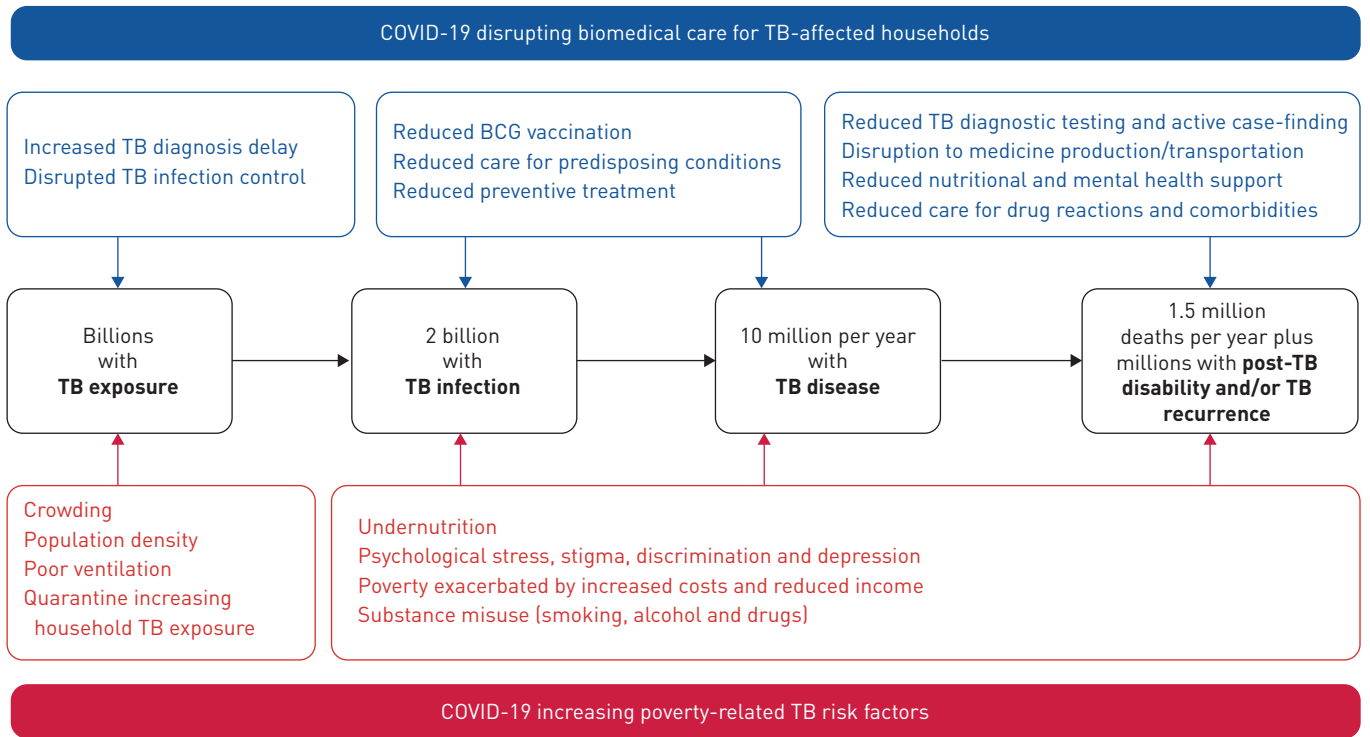 COVID-19 disrupting biomedical care for TB-affected households
Increased TB diagnosis delay
Disrupted TB infection control
Reduced BCG vaccination
Reduced care for predisposing conditions
Reduced preventive treatment
Reduced TB diagnostic testing and active case-finding
Disruption to medicine production/transportation
Reduced nutritional and mental health support
Reduced care for drug reactions and comorbidities
Billions
with
TB exposure
2 billion
with
TB infection
10 million per year
with
TB disease
1.5 million
deaths per year plus
millions with post-TB
disability and/or TB
recurrence
Crowding
Population density
Poor ventilation
Quarantine increasing
household TB exposure
Undernutrition
Psychological stress, stigma, discrimination and depression
Poverty exacerbated by increased costs and reduced income
Substance misuse (smoking, alcohol and drugs)
COVID-19 increasing poverty-related TB risk factors